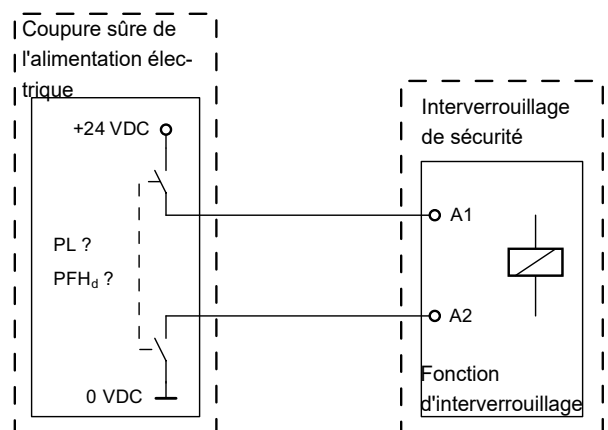 Coupure sûre de
l'alimentation élec-
trique
+24 VDC
PL ?
PFHd ?
0 VDC
Interverrouillage
de sécurité
A1
A2
Fonction
d'interverrouillage